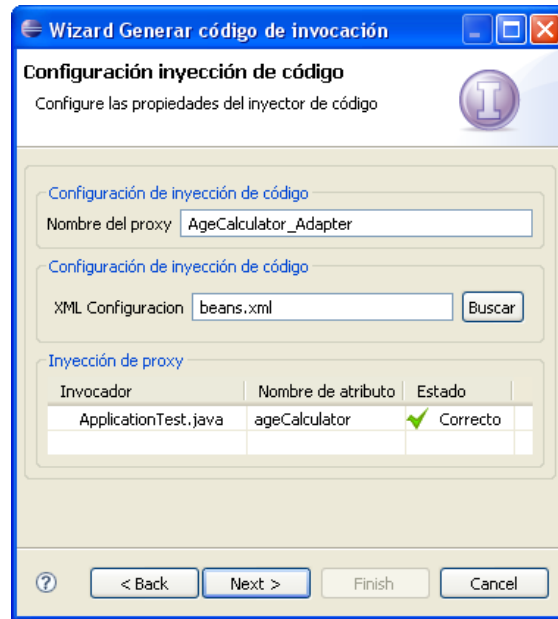 Wizard Generar código de invocación
Configuración inyección de código
Configure las propiedades del inyector de código
I
Configuración de inyección de código
Nombre del proxy AgeCalculator_Adapter
Configuración de inyección de código
XML Configuracion beans.xml Buscar
Inyección de proxy
Invocador Nombre de atributo Estado
ApplicationTest.java ageCalculator Correcto
? < Back Next > Finish Cancel